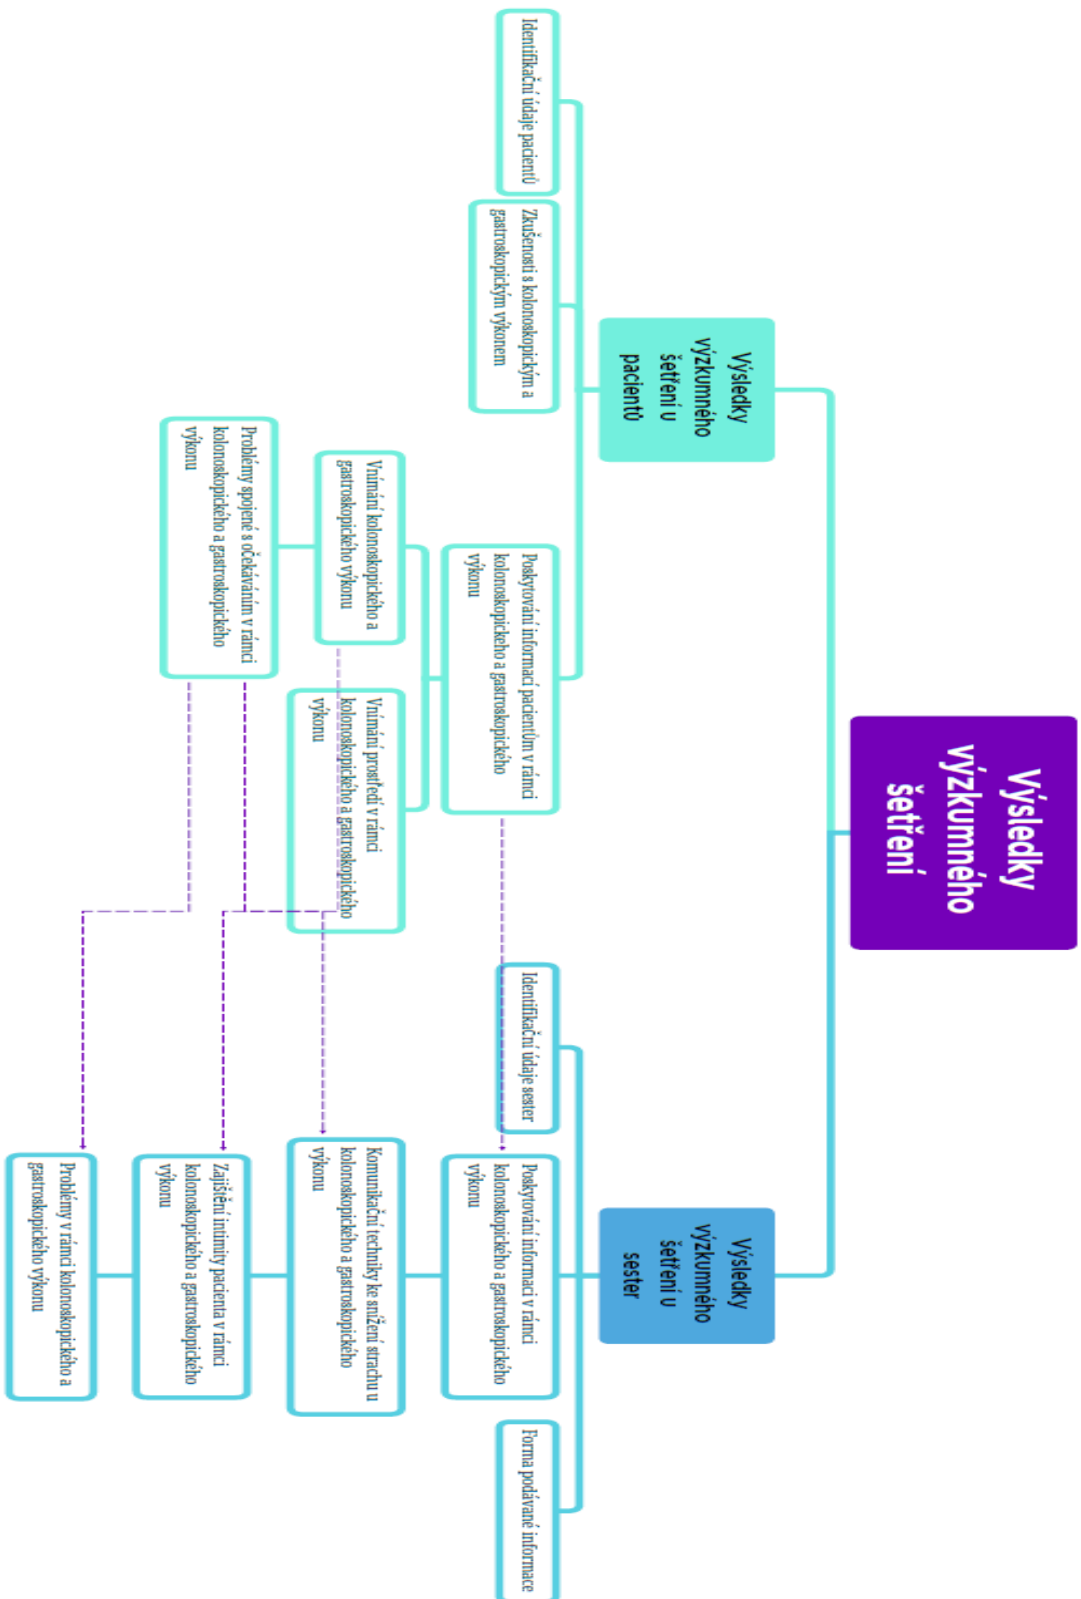 Výsledky
výzkumného
šetření
Výsledky
výzkumného
šetření u
pacientů
Výsledky
výzkumného
šetření u
sester
Identifikační údaje pacientů
Zkušenosti s kolonoskopickým a
gastroskopickým výkonem
Poskytování informací pacientům v rámci
kolonoskopického a gastroskopického
výkonu
Identifikační údaje sester
Poskytování informací v rámci
kolonoskopického a gastroskopického
výkonu
Forma podávané informace
Vnímání kolonoskopického a
gastroskopického výkonu
Vnímání prostředí v rámci
kolonoskopického a gastroskopického
výkonu
Komunikační techniky ke snížení strachu u
kolonoskopického a gastroskopického
výkonu
Problémy spojené s očekáváním v rámci
kolonoskopického a gastroskopického
výkonu
Zajištění intimity pacienta v rámci
kolonoskopického a gastroskopického
výkonu
Problémy v rámci kolonoskopického a
gastroskopického výkonu